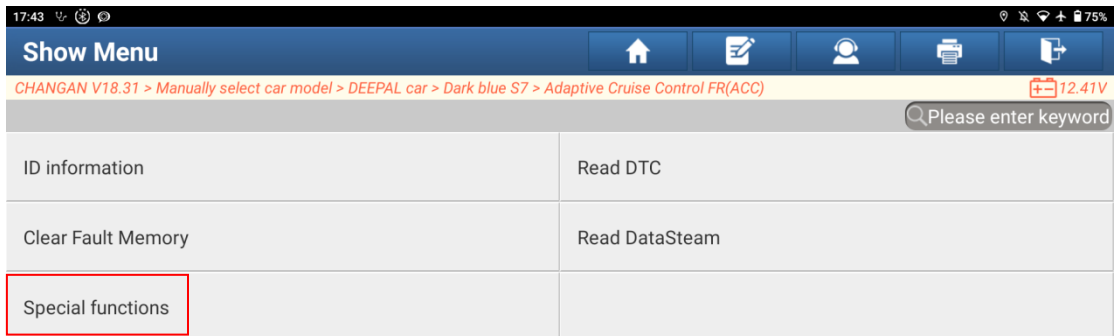 17:43 75%
Show Menu
CHANGAN V18.31 > Manually select car model > DEEPAL car > Dark blue S7 > Adaptive Cruise Control FR(ACC) 12.41V
Please enter keyword
ID information Read DTC
Clear Fault Memory Read DataSteam
Special functions